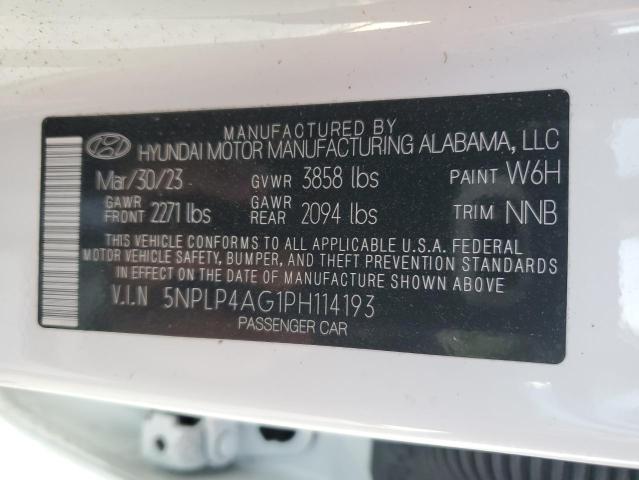 MANUFACTURED BY
HYUNDAI MOTOR MANUFACTURING ALABAMA, LLC
Mar/30/23 GVWR 3858 lbs PAINT W6H
GAWR FRONT 2271 lbs GAWR REAR 2094 lbs TRIM NNB
THIS VEHICLE CONFORMS TO ALL APPLICABLE U.S.A. FEDERAL
MOTOR VEHICLE SAFETY, BUMPER, AND THEFT PREVENTION STANDARDS
IN EFFECT ON THE DATE OF MANUFACTURE SHOWN ABOVE
V.I.N 5NPLP4AG1PH114193
PASSENGER CAR